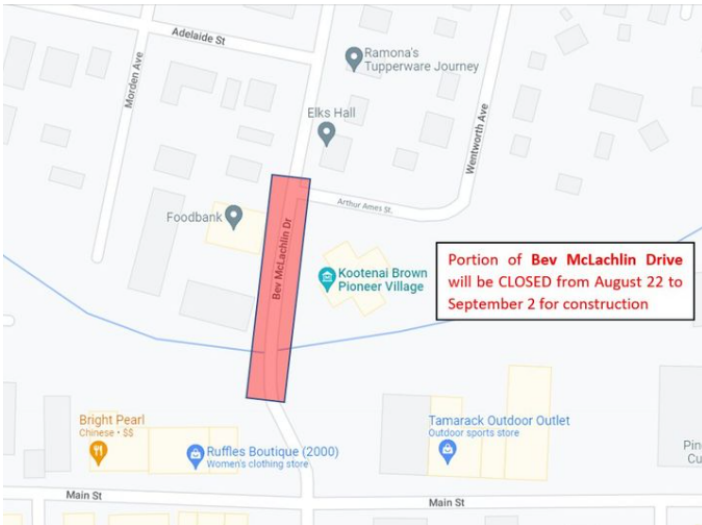 Adelaide St
Morden Ave
Ramona's
Tupperware Journey
Elks Hall
Wentworth Ave
Arthur Ames St.
Foodbank
Bev McLachlin Dr
Kootenai Brown
Pioneer Village
Portion of Bev McLachlin Drive
will be CLOSED from August 22 to
September 2 for construction
Bright Pearl
Chinese • $$
Ruffles Boutique (2000)
Women's clothing store
Tamarack Outdoor Outlet
Outdoor sports store
Pin
Cu
Main St
Main St